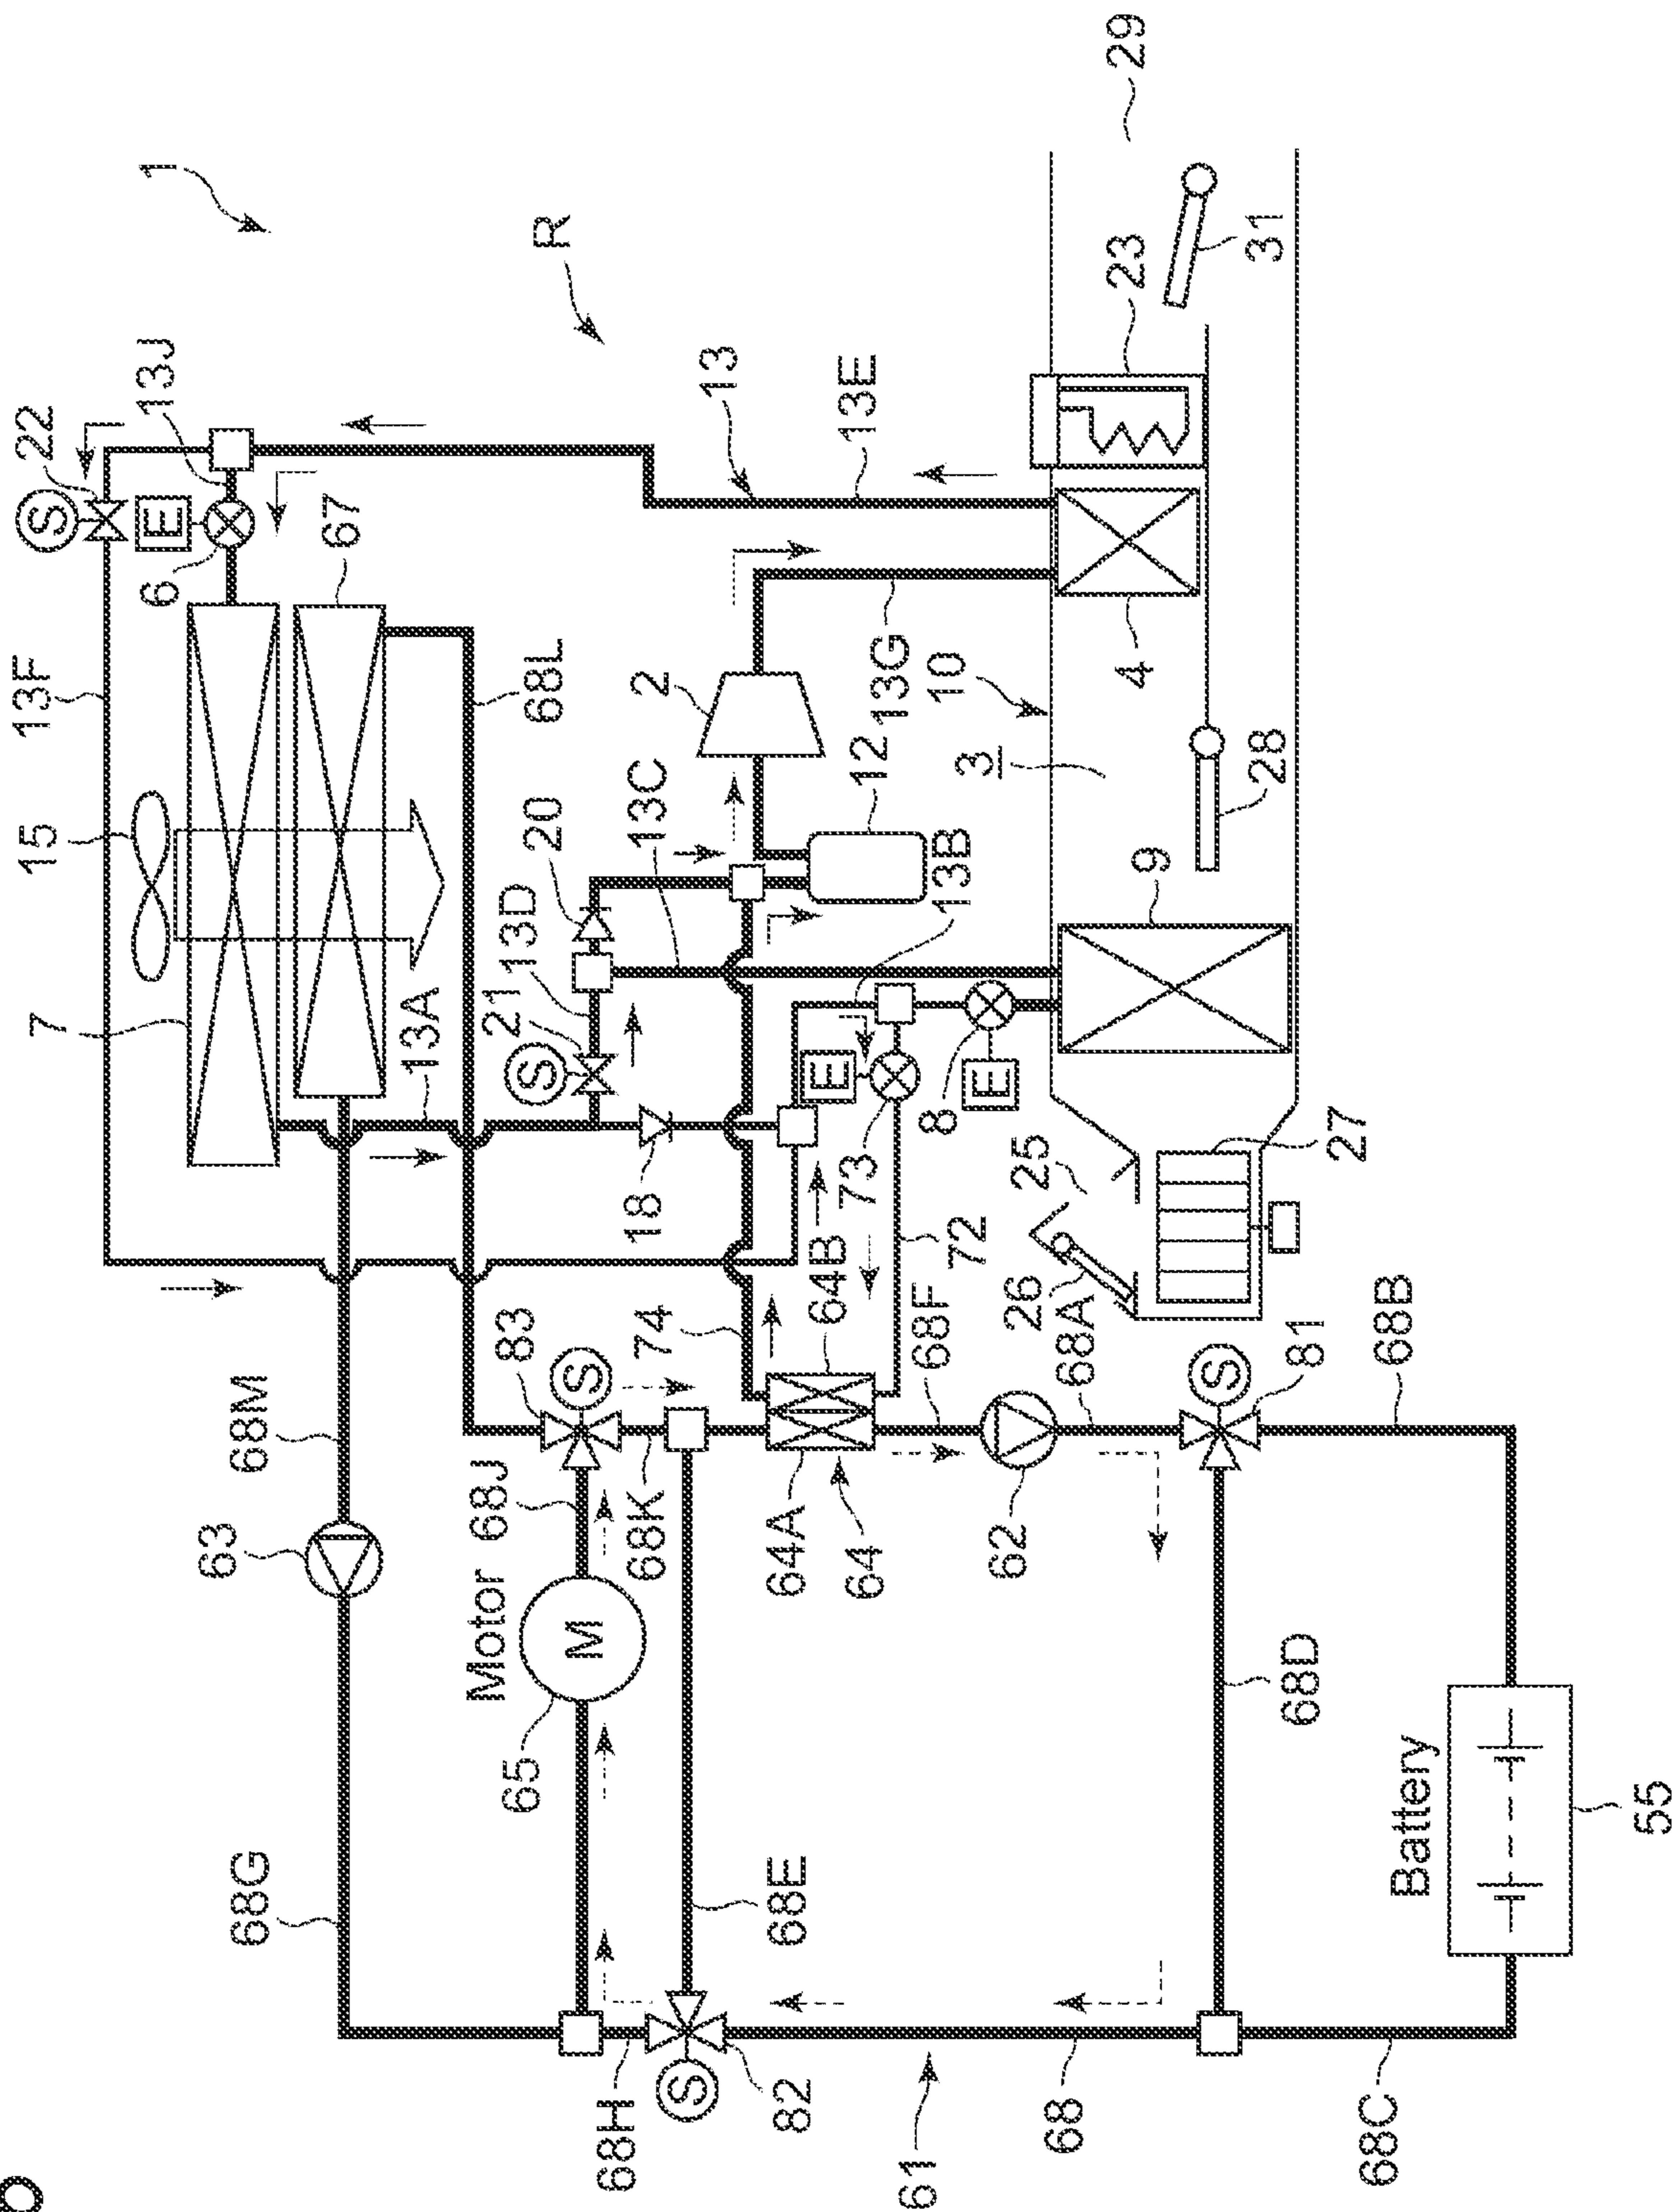 7
15
13F
22
S
6
E
13J
1
63
68G
68M
67
13A
Motor
68J
83
21
13D
20
68L
R
65
S
M
S
68H
68K
18
13C
2
74
S
13
82
68E
64A
64B
E
73
12
13G
13E
64
61
68F
8
13B
10
3
72
E
62
26
25
68
68A
4
23
29
9
S
28
31
68D
81
27
68C
68B
Battery
55